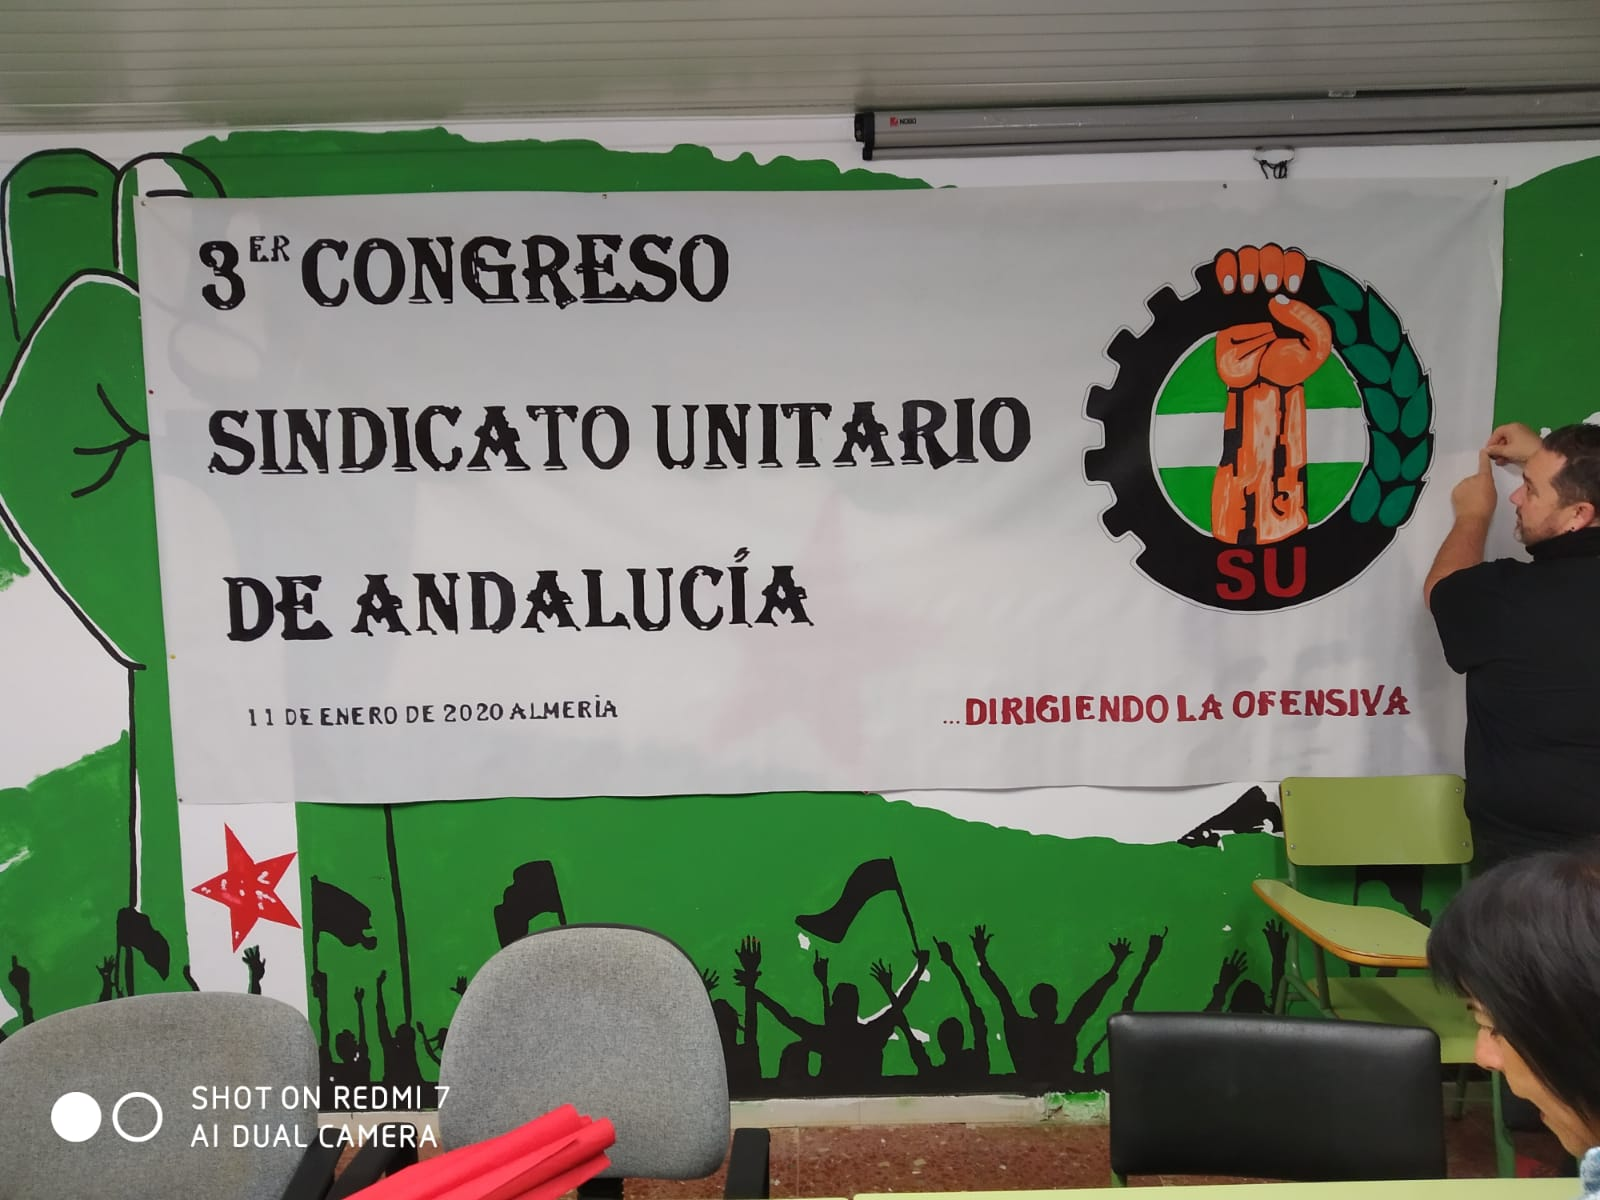 NOBO
3ER CONGRESO
SINDICATO UNITARIO
DE ANDALUCÍA
SU
11 DE ENERO DE 2020 ALMERÍA
...DIRIGIENDO LA OFENSIVA
SHOT ON REDMI 7
AI DUAL CAMERA